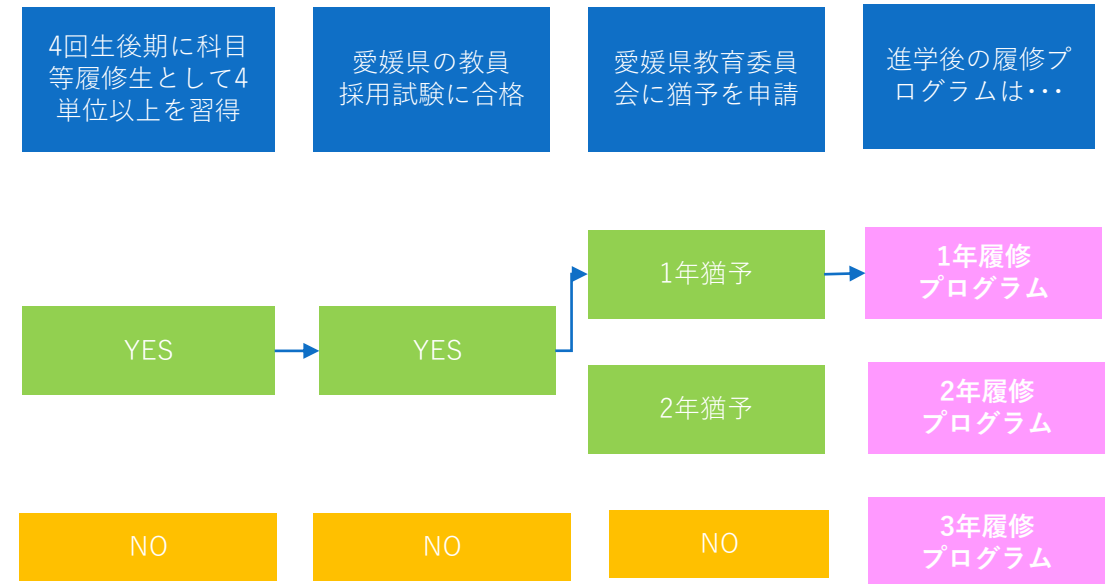 4回生後期に科目
等履修生として4
単位以上を習得
愛媛県の教員
採用試験に合格
愛媛県教育委員
会に猶予を申請
進学後の履修プ
ログラムは・・・
1年猶予
1年履修
プログラム
YES
YES
2年猶予
2年履修
プログラム
NO
NO
NO
3年履修
プログラム